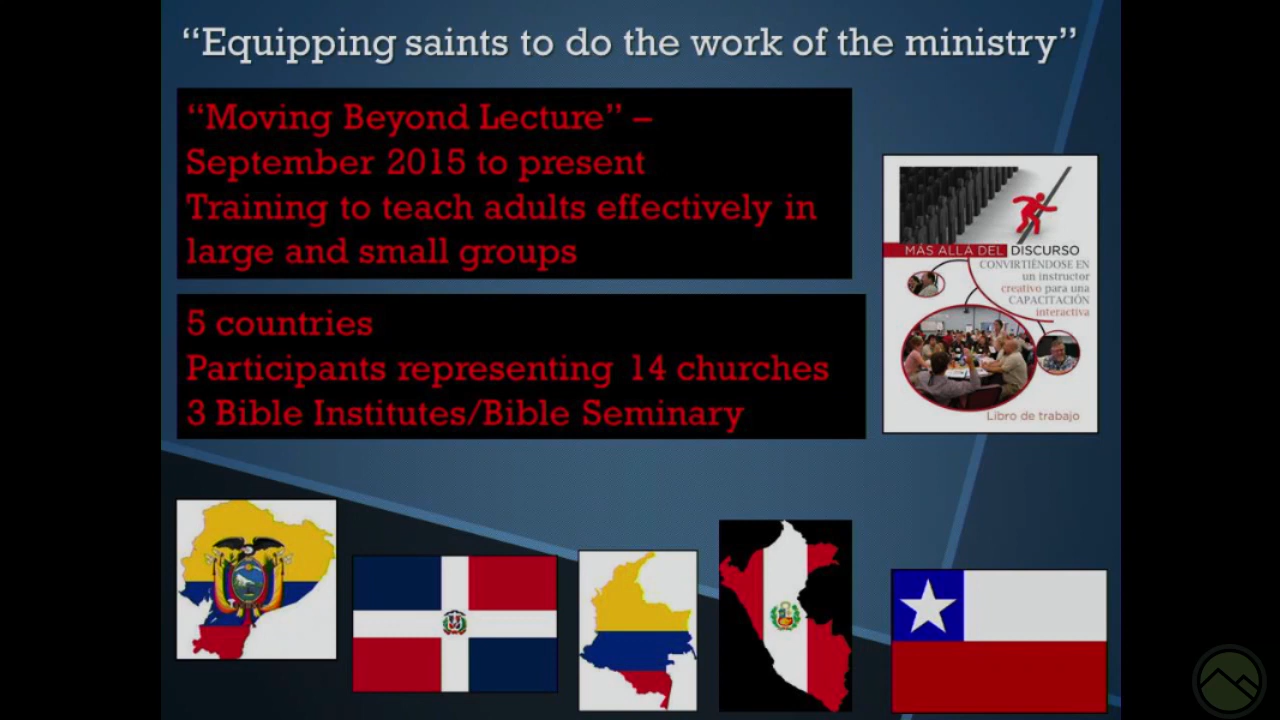 “Equipping saints to do the work of the ministry”
“Moving Beyond Lecture” –
September 2015 to present
Training to teach adults effectively in
large and small groups
5 countries
Participants representing 14 churches
3 Bible Institutes/Bible Seminary
MÁS ALLÁ DEL DISCURSO
CONVIRTIÉNDOSE EN
un instructor
creativo para una
CAPACITACIÓN
interactiva
Libro de trabajo